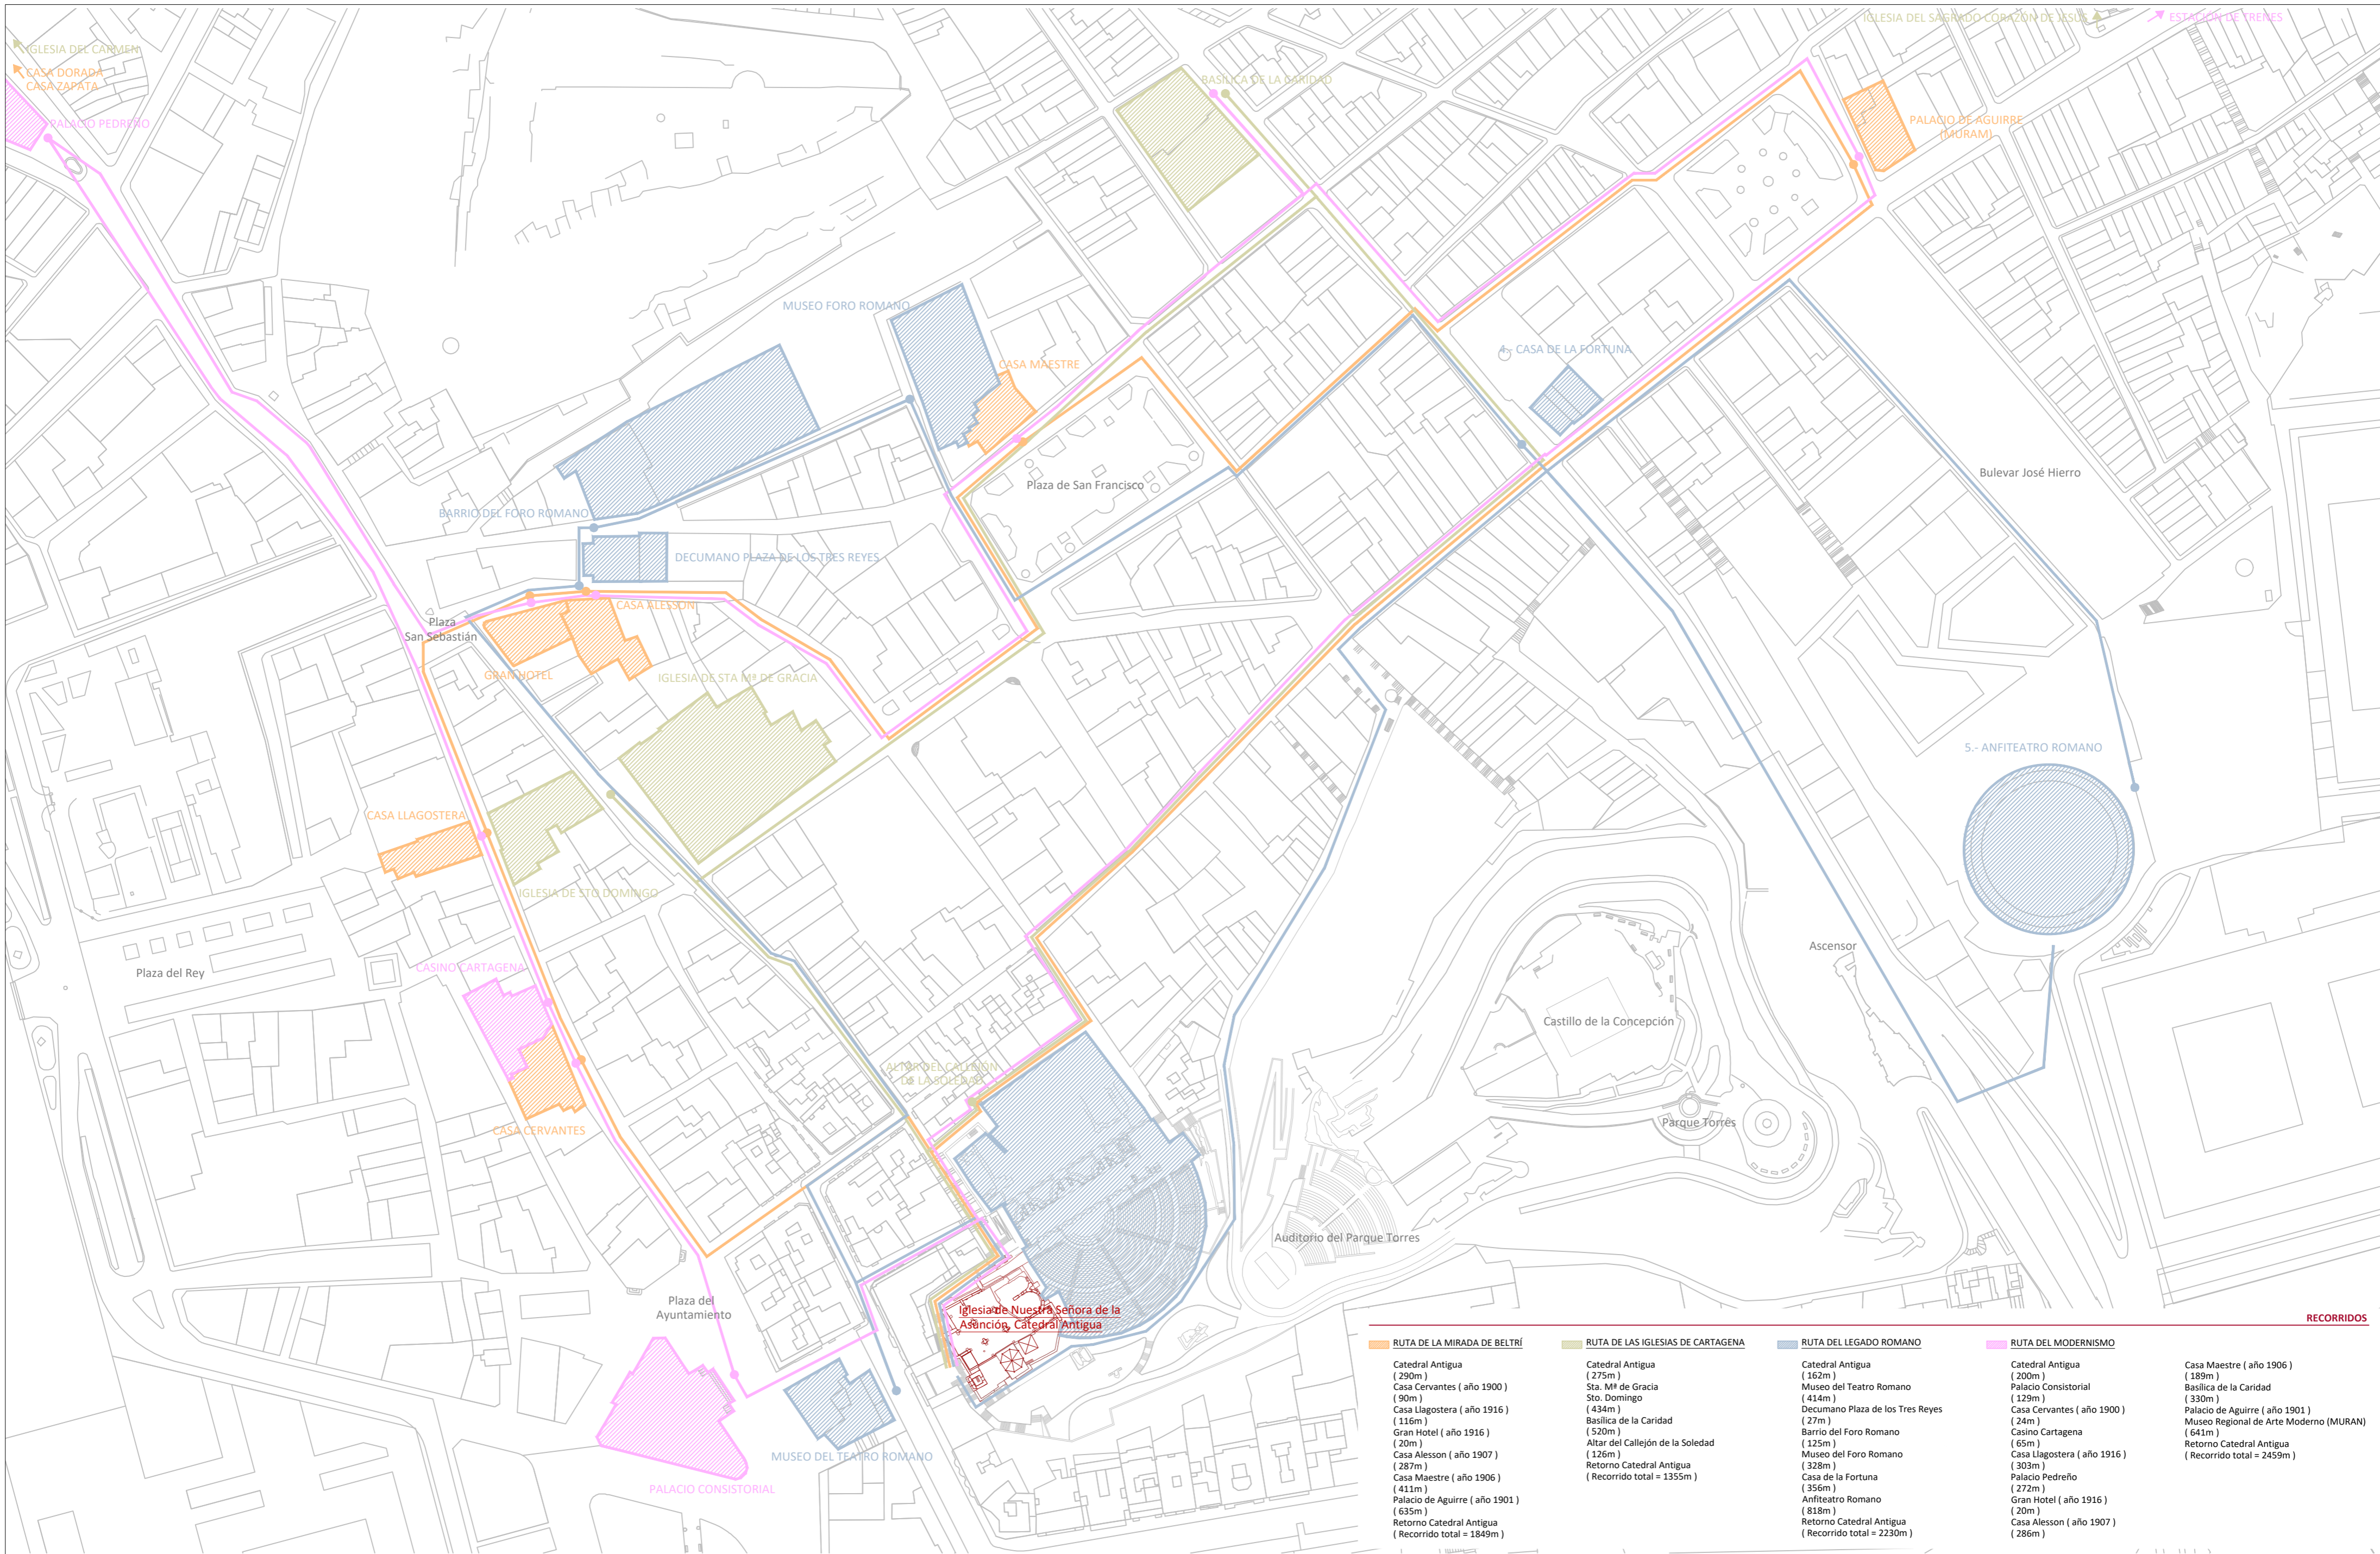 IGLESIA DEL CARMEN
CASA DORADA
CASA ZAPATA
PALACIO PEDREÑO
BASÍLICA DE LA CARIDAD
IGLESIA DEL SAGRADO CORAZÓN DE JESÚS
ESTACIÓN DE TRENES
PALACIO DE AGUIRRE
(MURAM)
MUSEO FORO ROMANO
CASA MAESTRE
4.- CASA DE LA FORTUNA
Plaza de San Francisco
Bulevar José Hierro
BARRIO DEL FORO ROMANO
DECUMANO PLAZA DE LOS TRES REYES
CASA ALESSON
Plaza
San Sebastián
GRAN HOTEL
IGLESIA DE STA Mª DE GRACIA
5.- ANFITEATRO ROMANO
CASA LLAGOSTERA
IGLESIA DE STO DOMINGO
Plaza del Rey
CASINO CARTAGENA
Ascensor
Castillo de la Concepción
ALTAR DEL CALLEJÓN
DE LA SOLEDAD
CASA CERVANTES
Parque Torres
Auditorio del Parque Torres
Plaza del
Ayuntamiento
Iglesia de Nuestra Señora de la
Asunción, Catedral Antigua
MUSEO DEL TEATRO ROMANO
PALACIO CONSISTORIAL
RECORRIDOS
RUTA DE LA MIRADA DE BELTRÍ
Catedral Antigua
( 290m )
Casa Cervantes ( año 1900 )
( 90m )
Casa Llagostera ( año 1916 )
( 116m )
Gran Hotel ( año 1916 )
( 20m )
Casa Alesson ( año 1907 )
( 287m )
Casa Maestre ( año 1906 )
( 411m )
Palacio de Aguirre ( año 1901 )
( 635m )
Retorno Catedral Antigua
( Recorrido total = 1849m )
RUTA DE LAS IGLESIAS DE CARTAGENA
Catedral Antigua
( 275m )
Sta. Mª de Gracia
Sto. Domingo
( 434m )
Basílica de la Caridad
( 520m )
Altar del Callejón de la Soledad
( 126m )
Retorno Catedral Antigua
( Recorrido total = 1355m )
RUTA DEL LEGADO ROMANO
Catedral Antigua
( 162m )
Museo del Teatro Romano
( 414m )
Decumano Plaza de los Tres Reyes
( 27m )
Barrio del Foro Romano
( 125m )
Museo del Foro Romano
( 328m )
Casa de la Fortuna
( 356m )
Anfiteatro Romano
( 818m )
Retorno Catedral Antigua
( Recorrido total = 2230m )
RUTA DEL MODERNISMO
Catedral Antigua
( 200m )
Palacio Consistorial
( 129m )
Casa Cervantes ( año 1900 )
( 24m )
Casino Cartagena
( 65m )
Casa Llagostera ( año 1916 )
( 303m )
Palacio Pedreño
( 272m )
Gran Hotel ( año 1916 )
( 20m )
Casa Alesson ( año 1907 )
( 286m )
Casa Maestre ( año 1906 )
( 189m )
Basílica de la Caridad
( 330m )
Palacio de Aguirre ( año 1901 )
Museo Regional de Arte Moderno (MURAN)
( 641m )
Retorno Catedral Antigua
( Recorrido total = 2459m )